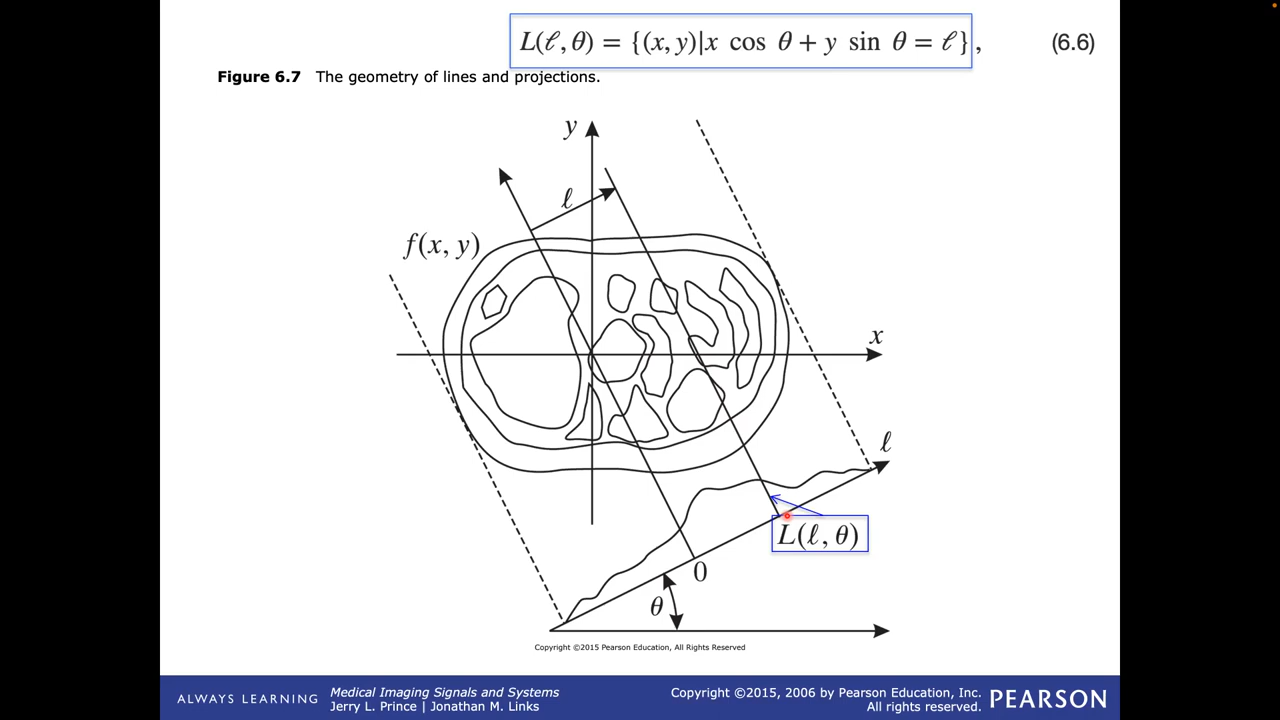 L(ℓ, θ) = {(x, y)|x cos θ + y sin θ = ℓ}, (6.6)
Figure 6.7 The geometry of lines and projections.
y
ℓ
f(x, y)
x
ℓ
L(ℓ, θ)
0
θ
Copyright ©2015 Pearson Education, All Rights Reserved
ALWAYS LEARNING
Medical Imaging Signals and Systems
Jerry L. Prince | Jonathan M. Links
Copyright ©2015, 2006 by Pearson Education, Inc.
All rights reserved.
PEARSON